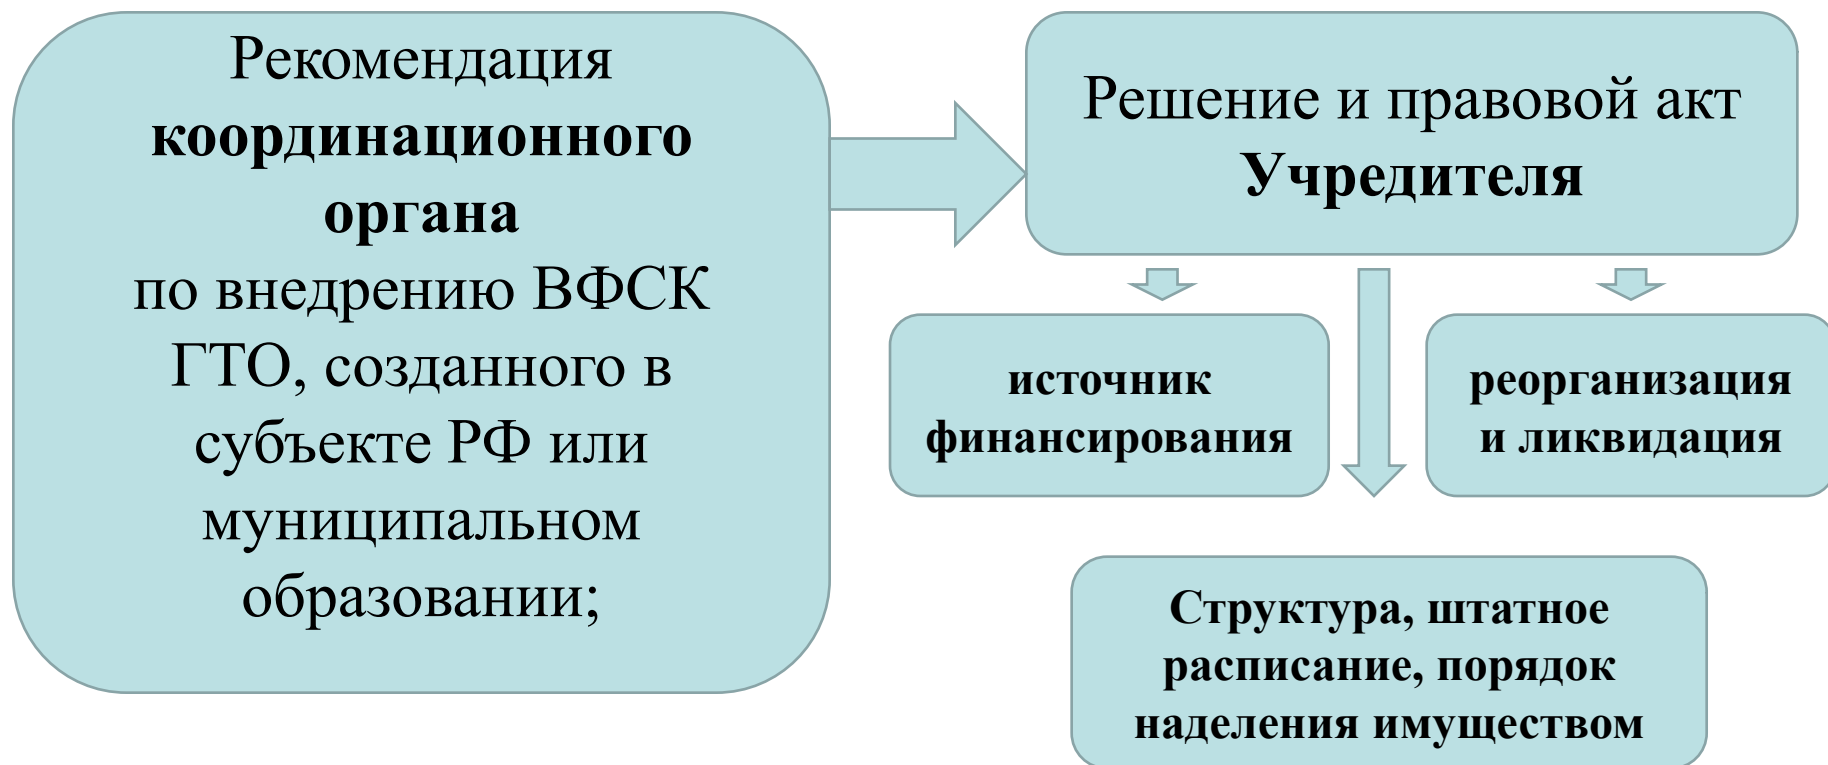 Рекомендация
координационного
органа
по внедрению ВФСК
ГТО, созданного в
субъекте РФ или
муниципальном
образовании;
Решение и правовой акт
Учредителя
источник
финансирования
реорганизация
и ликвидация
Структура, штатное
расписание, порядок
наделения имуществом